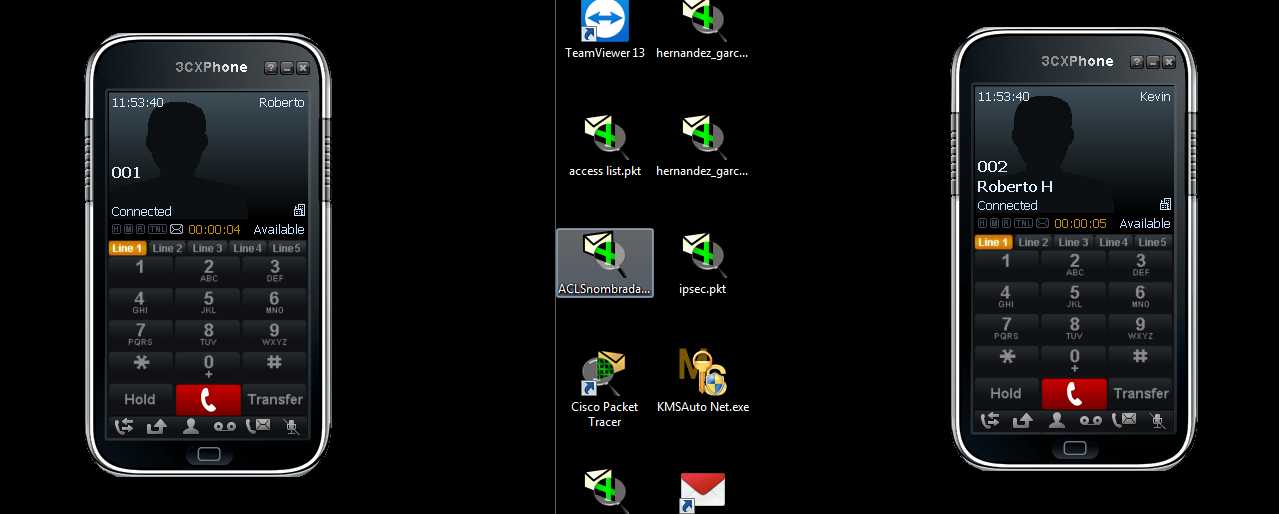 3CXPhone
? _ x
11:53:40 Roberto
001
Connected
H M R TNL 00:00:04 Available
Line 1 Line 2 Line 3 Line 4 Line5
1 2 ABC 3 DEF
4 GHI 5 JKL 6 MNO
7 PQRS 8 TUV 9 WXYZ
* 0 + #
Hold Transfer
TeamViewer 13 hernandez_garc...
access list.pkt hernandez_garc...
ACLSnombrada... ipsec.pkt
Cisco Packet
Tracer
KMSAuto Net.exe
3CXPhone
? _ x
11:53:40 Kevin
002
Roberto H
Connected
H M R TNL 00:00:05 Available
Line 1 Line 2 Line 3 Line 4 Line5
1 2 ABC 3 DEF
4 GHI 5 JKL 6 MNO
7 PQRS 8 TUV 9 WXYZ
* 0 + #
Hold Transfer